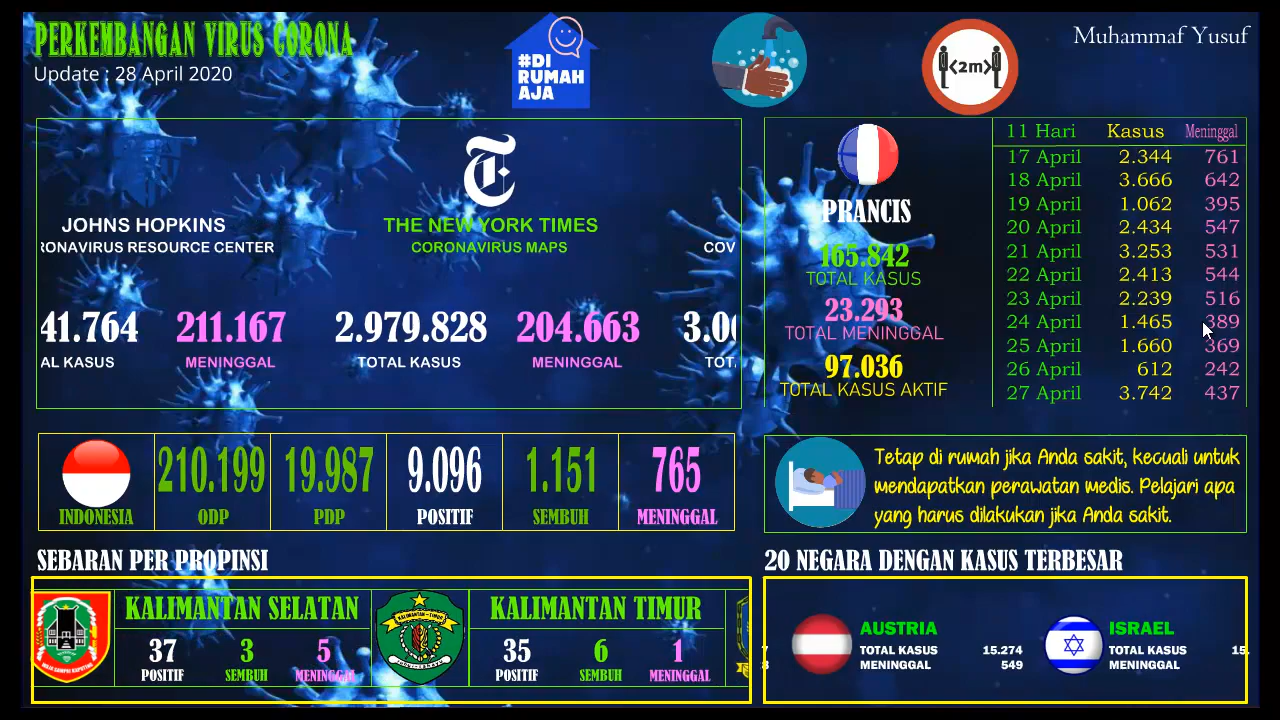 PERKEMBANGAN VIRUS CORONA
Update : 28 April 2020
#DI
RUMAH
AJA
<2m>
Muhammaf Yusuf
JOHNS HOPKINS
RONAVIRUS RESOURCE CENTER
41.764 211.167
AL KASUS MENINGGAL
THE NEW YORK TIMES
CORONAVIRUS MAPS
2.979.828 204.663
TOTAL KASUS MENINGGAL
COV
3.00
TOT
PRANCIS
165.842
TOTAL KASUS
23.293
TOTAL MENINGGAL
97.036
TOTAL KASUS AKTIF
11 Hari Kasus Meninggal
17 April 2.344 761
18 April 3.666 642
19 April 1.062 395
20 April 2.434 547
21 April 3.253 531
22 April 2.413 544
23 April 2.239 516
24 April 1.465 389
25 April 1.660 369
26 April 612 242
27 April 3.742 437
INDONESIA
210.199
ODP
19.987
PDP
9.096
POSITIF
1.151
SEMBUH
765
MENINGGAL
Tetap di rumah jika Anda sakit, kecuali untuk
mendapatkan perawatan medis. Pelajari apa
yang harus dilakukan jika Anda sakit.
SEBARAN PER PROPINSI
KALIMANTAN SELATAN
37 3 5
POSITIF SEMBUH MENINGGAL
KALIMANTAN-TIMUR
KALIMANTAN TIMUR
35 6 1
POSITIF SEMBUH MENINGGAL
20 NEGARA DENGAN KASUS TERBESAR
7
3
AUSTRIA
TOTAL KASUS 15.274
MENINGGAL 549
ISRAEL
TOTAL KASUS 15.
MENINGGAL